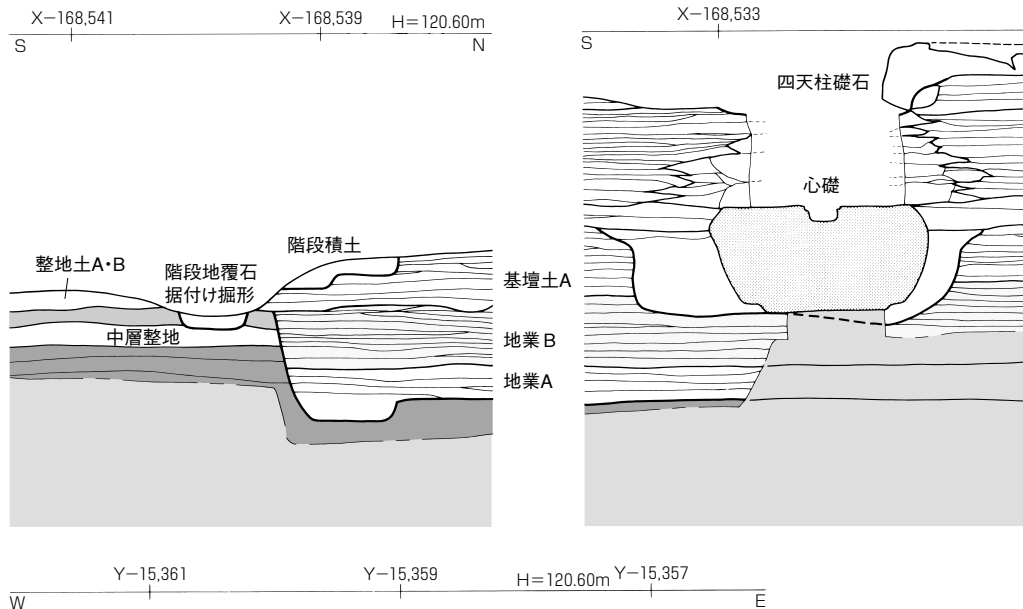 X−168,541
X−168,539
H=120.60m
S
N
X−168,533
S
四天柱礎石
心礎
階段積土
整地土A・B
階段地覆石
据付け掘形
基壇土A
中層整地
地業B
地業A
Y−15,361
Y−15,359
H=120.60m
Y−15,357
W
E